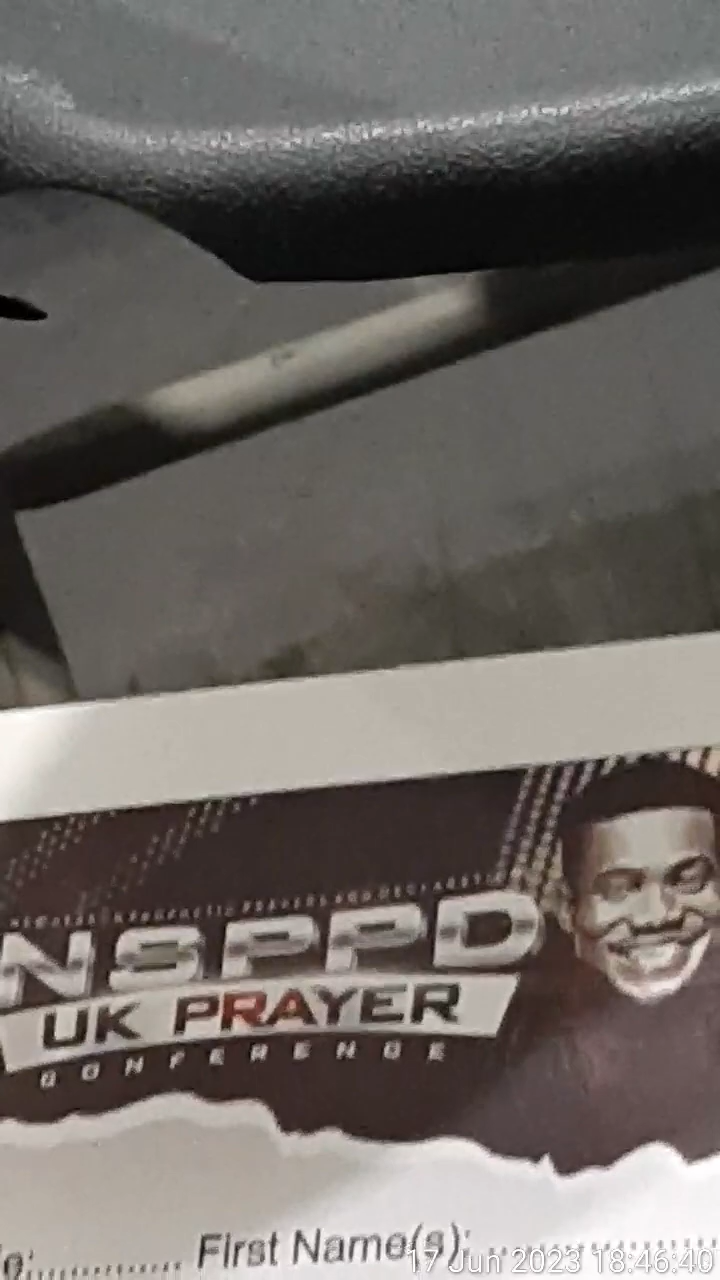 NSPPD
UK PRAYER
CONFERENCE
First Name(s):
17 Jun 2023 18:46:40